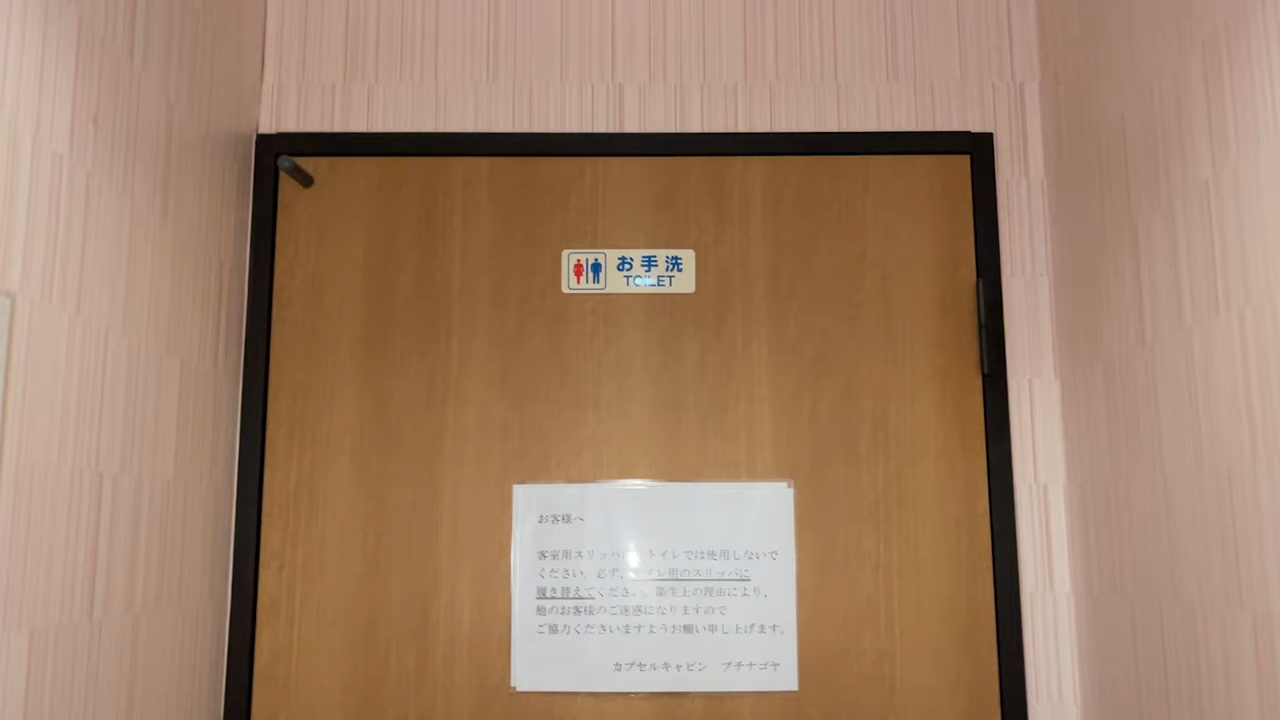 お手洗
TOILET
お客様へ
客室用スリッパは、トイレでは使用しないで
ください。必ず、トイレ用のスリッパに
履き替えてください。衛生上の理由により、
他のお客様のご迷惑になりますので
ご協力くださいますようお願い申し上げます。
カプセルキャビン プチナゴヤ